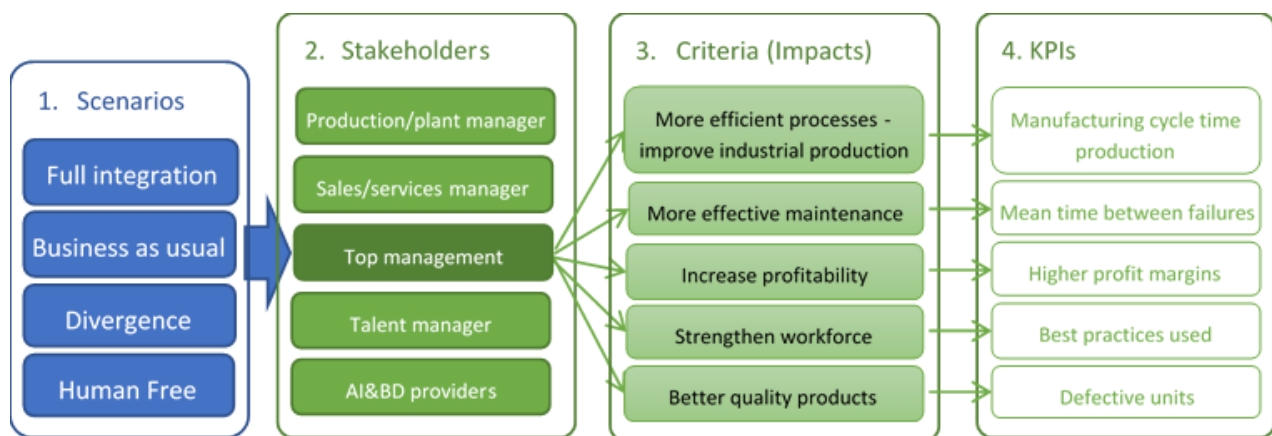 1. Scenarios
Full integration
Business as usual
Divergence
Human Free
2. Stakeholders
Production/plant manager
Sales/services manager
Top management
Talent manager
AI&BD providers
3. Criteria (Impacts)
More efficient processes -
improve industrial production
More effective maintenance
Increase profitability
Strengthen workforce
Better quality products
4. KPIs
Manufacturing cycle time
production
Mean time between failures
Higher profit margins
Best practices used
Defective units